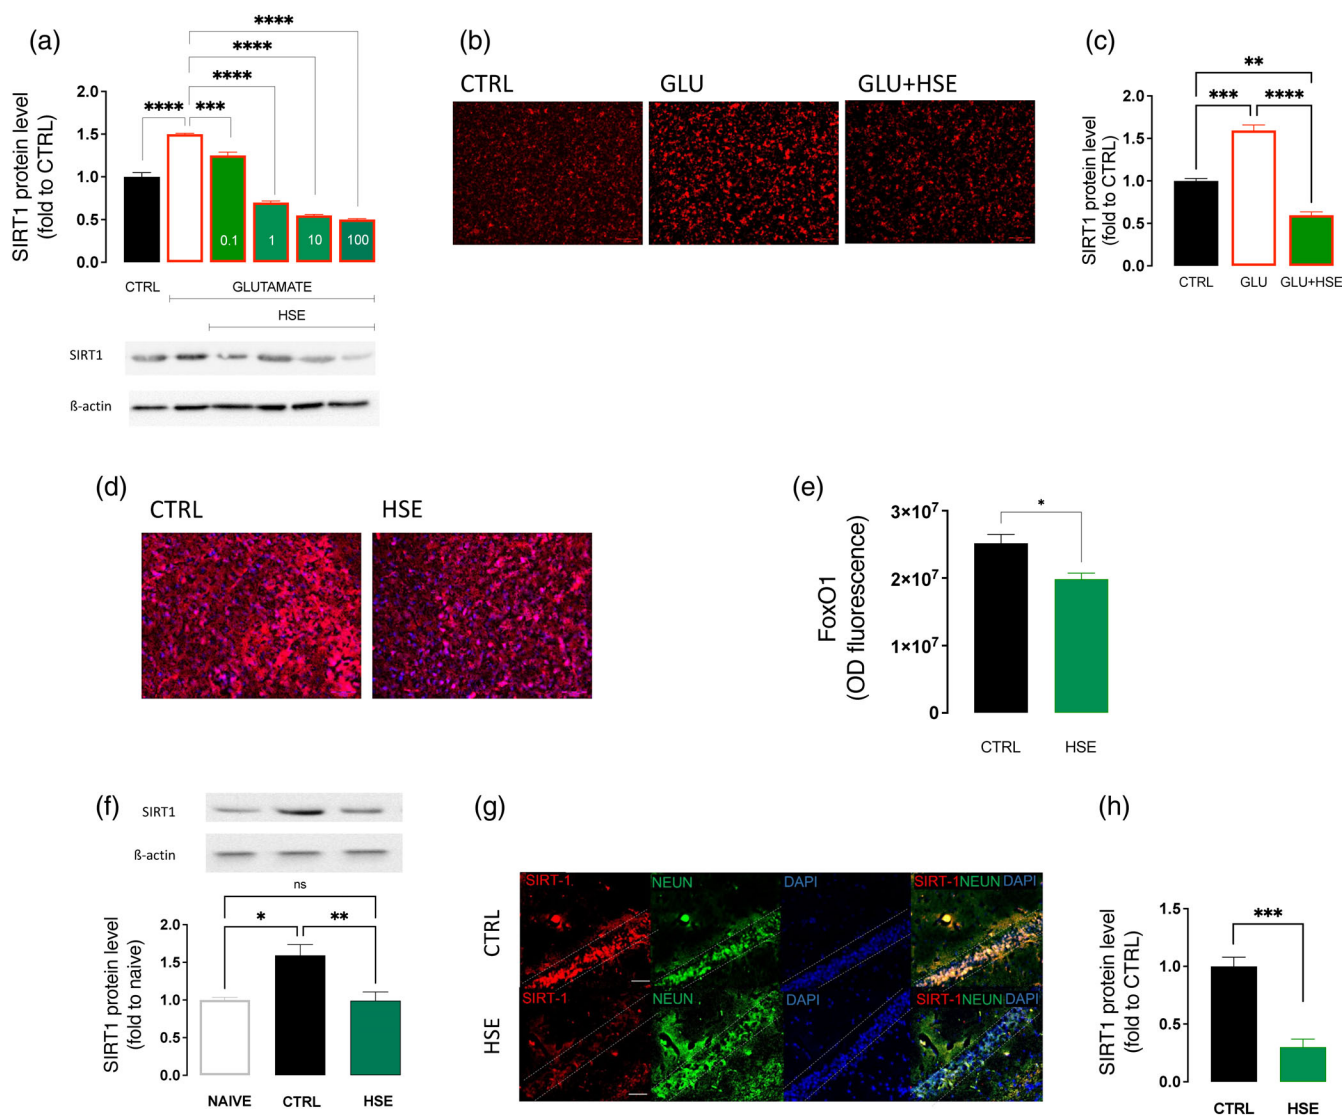 (a)
****
****
****
**** ***
SIRT1 protein level
(fold to CTRL)
2.0
1.5
1.0
0.5
0.0
0.1 1 10 100
CTRL GLUTAMATE
HSE
SIRT1
ß-actin
(b)
CTRL GLU GLU+HSE
(c)
**
*** ****
SIRT1 protein level
(fold to CTRL)
2.0
1.5
1.0
0.5
0.0
CTRL GLU GLU+HSE
(d)
CTRL HSE
(e)
*
FoxO1
(OD fluorescence)
3×10⁷
2×10⁷
1×10⁷
0
CTRL HSE
(f)
SIRT1
ß-actin
ns
* **
SIRT1 protein level
(fold to naive)
2.0
1.5
1.0
0.5
0.0
NAIVE CTRL HSE
(g)
CTRL
SIRT-1 NEUN DAPI SIRT-1NEUN DAPI
HSE
SIRT-1 NEUN DAPI SIRT-1NEUN DAPI
(h)
***
SIRT1 protein level
(fold to CTRL)
1.5
1.0
0.5
0.0
CTRL HSE